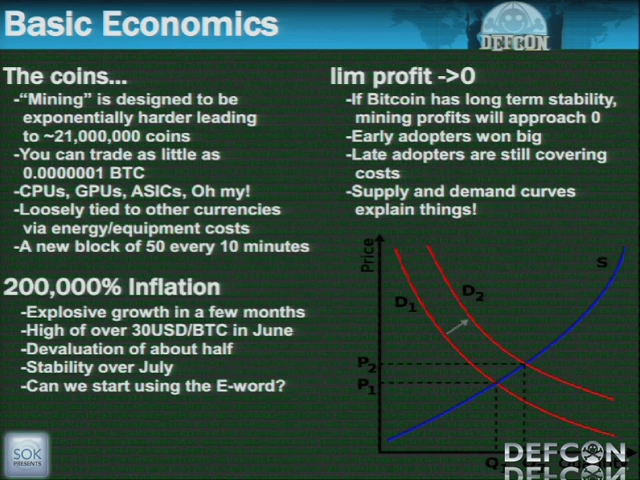 Basic Economics
DEFCON
The coins...
-“Mining” is designed to be
exponentially harder leading
to ~21,000,000 coins
-You can trade as little as
0.0000001 BTC
-CPUs, GPUs, ASICs, Oh my!
-Loosely tied to other currencies
via energy/equipment costs
-A new block of 50 every 10 minutes
200,000% Inflation
-Explosive growth in a few months
-High of over 30USD/BTC in June
-Devaluation of about half
-Stability over July
-Can we start using the E-word?
lim profit ->0
-If Bitcoin has long term stability,
mining profits will approach 0
-Early adopters won big
-Late adopters are still covering
costs
-Supply and demand curves
explain things!
Price
S
D2
D1
P2
P1
SOK
PRESENTS
DEFCON